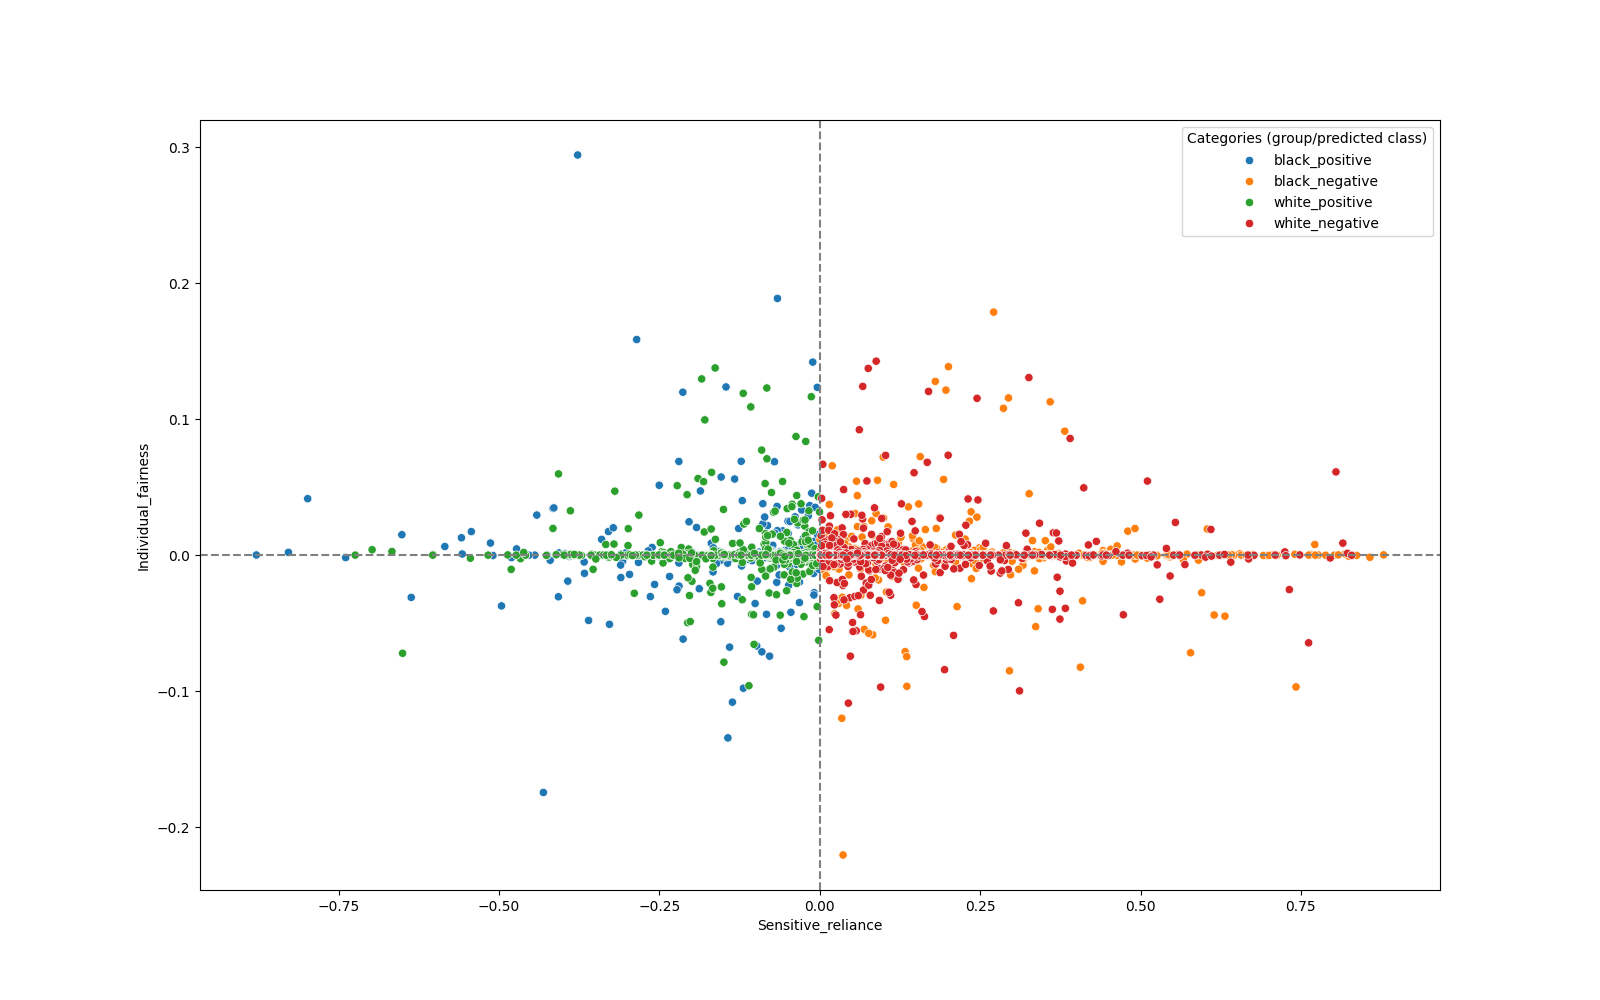 Categories (group/predicted class)
black_positive
black_negative
white_positive
white_negative
0.3
0.2
0.1
0.0
−0.1
−0.2
Individual_fairness
−0.75
−0.50
−0.25
0.00
0.25
0.50
0.75
Sensitive_reliance